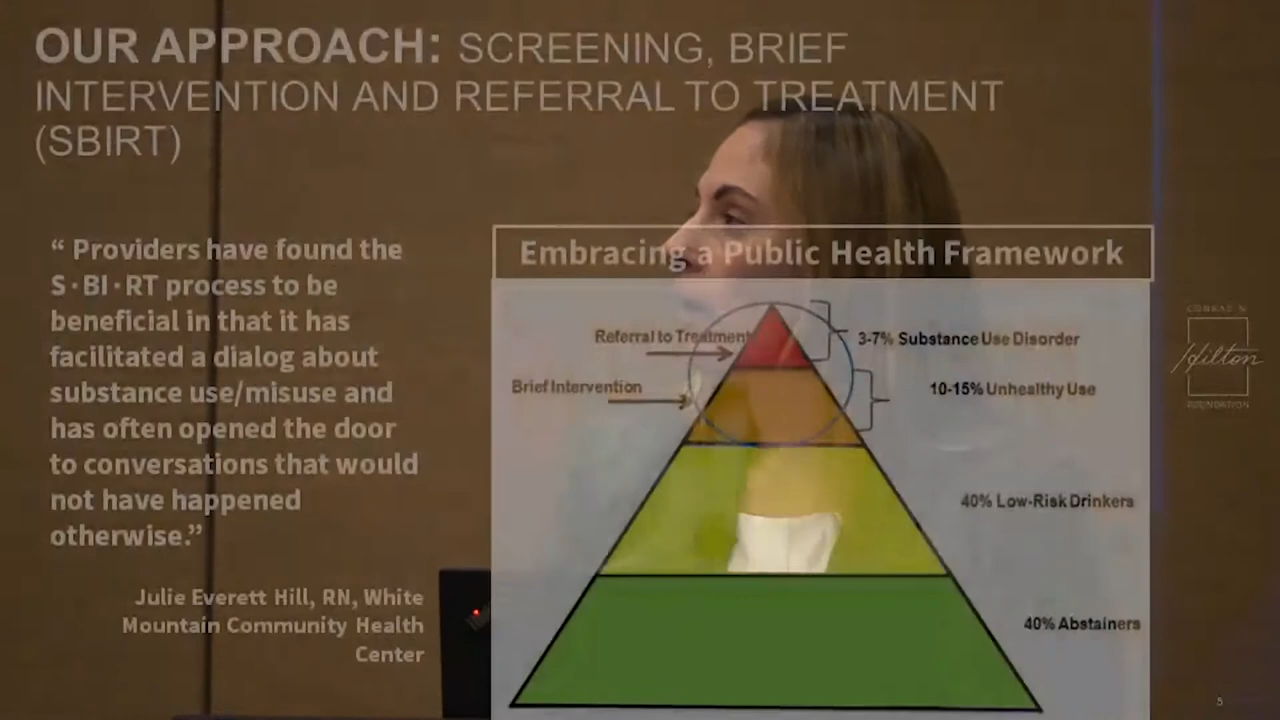 OUR APPROACH: SCREENING, BRIEF
INTERVENTION AND REFERRAL TO TREATMENT
(SBIRT)
“ Providers have found the
S·BI·RT process to be
beneficial in that it has
facilitated a dialog about
substance use/misuse and
has often opened the door
to conversations that would
not have happened
otherwise.”
Julie Everett Hill, RN, White
Mountain Community Health
Center
Embracing a Public Health Framework
Referral to Treatment
3-7% Substance Use Disorder
Brief Intervention
10-15% Unhealthy Use
40% Low-Risk Drinkers
40% Abstainers
CONRAD N.
Hilton
FOUNDATION
5